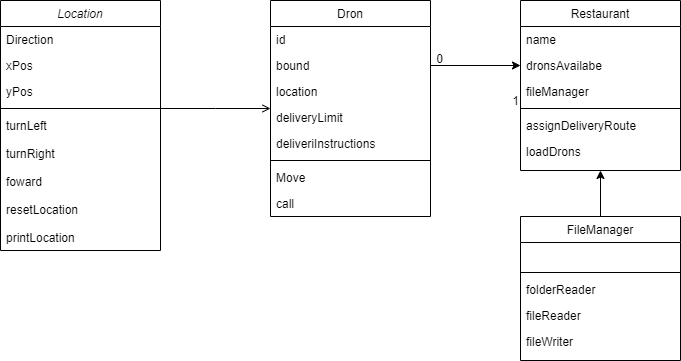 Location
Direction
xPos
yPos
turnLeft
turnRight
foward
resetLocation
printLocation
Dron
id
bound
location
deliveryLimit
deliveriInstructions
Move
call
0
1
Restaurant
name
dronsAvailabe
fileManager
assignDeliveryRoute
loadDrons
FileManager
folderReader
fileReader
fileWriter